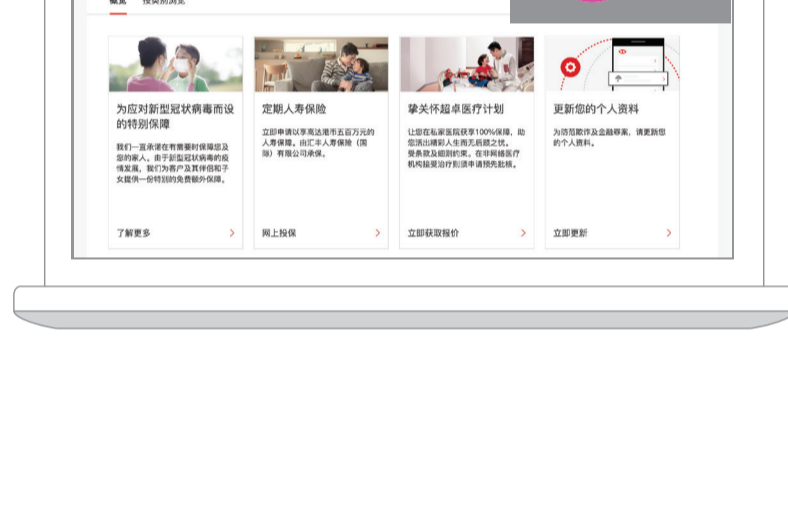 概览 按类别浏览
为应对新型冠状病毒而设
的特别保障
我们一直承诺在有需要时保障您及
您的家人。由于新型冠状病毒的疫
情发展，我们为客户及其伴侣和子
女提供一份特别的免费额外保障。
了解更多
定期人寿保险
立即申请以享高达港币五百万元的
人寿保障。由汇丰人寿保险（国
际）有限公司承保。
网上投保
挚关怀超卓医疗计划
让您在私家医院获享100%保障，助
您活出精彩人生而无后顾之忧。
受条款及细则约束。在非网络医疗
机构接受治疗则须申请预先批核。
立即获取报价
更新您的个人资料
为防范欺诈及金融罪案，请更新您
的个人资料。
立即更新